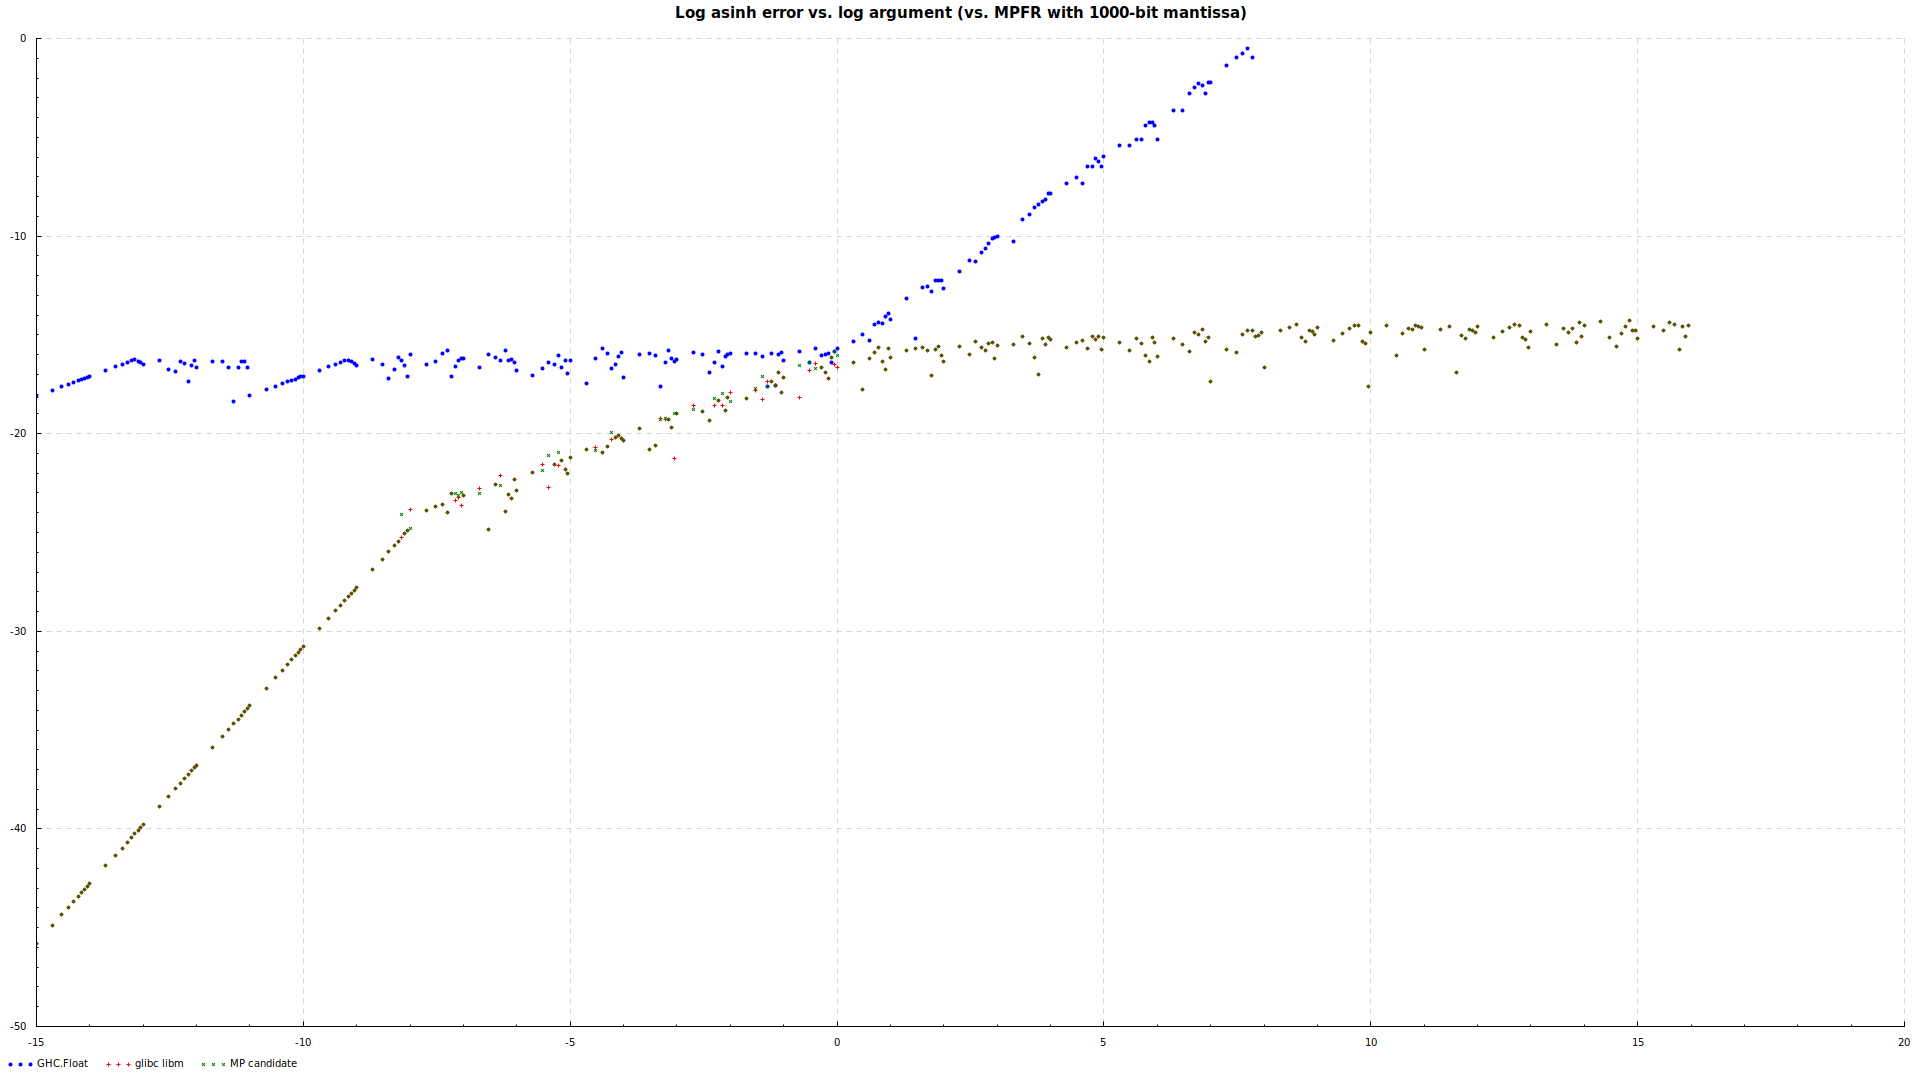 Log asinh error vs. log argument (vs. MPFR with 1000-bit mantissa)
0
-10
-20
-30
-40
-50
-15 -10 -5 0 5 10 15 20
GHC.Float glibc libm MP candidate